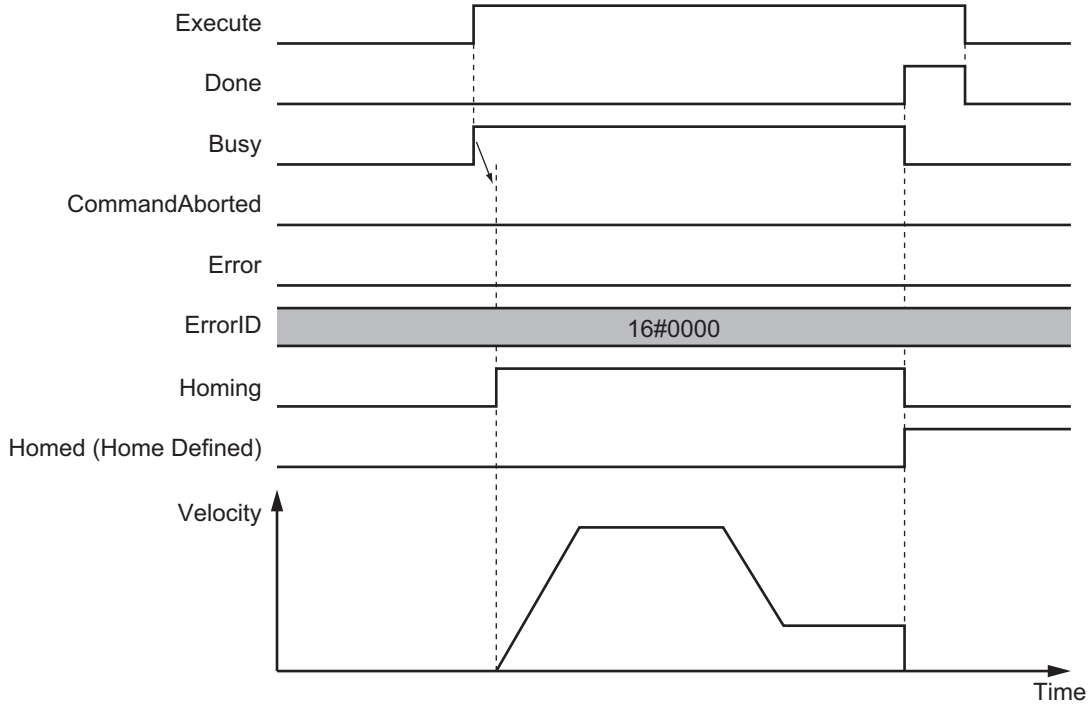 Execute
Done
Busy
CommandAborted
Error
ErrorID
16#0000
Homing
Homed (Home Defined)
Velocity
Time